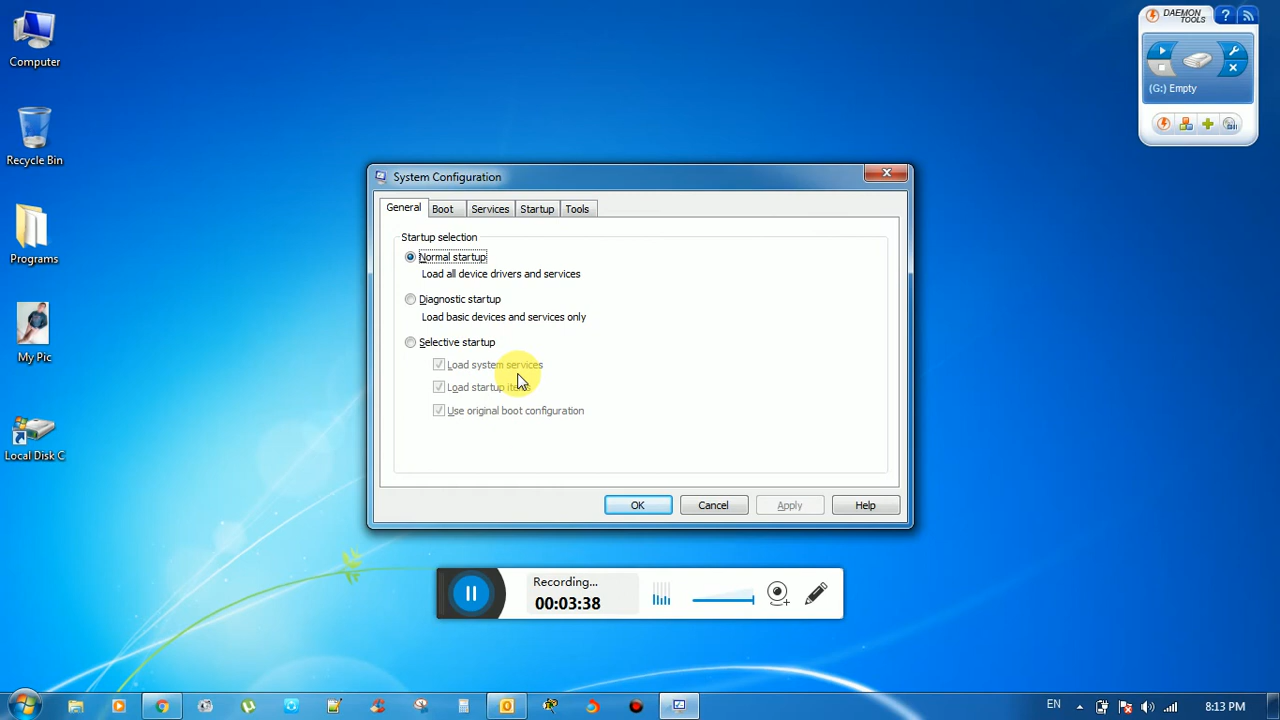 Computer
Recycle Bin
Programs
My Pic
Local Disk C
DAEMON
TOOLS
?
(G:) Empty
System Configuration
General
Boot
Services
Startup
Tools
Startup selection
Normal startup
Load all device drivers and services
Diagnostic startup
Load basic devices and services only
Selective startup
Load system services
Load startup
Use original boot configuration
OK
Cancel
Apply
Help
Recording...
00:03:38
EN
8:13 PM